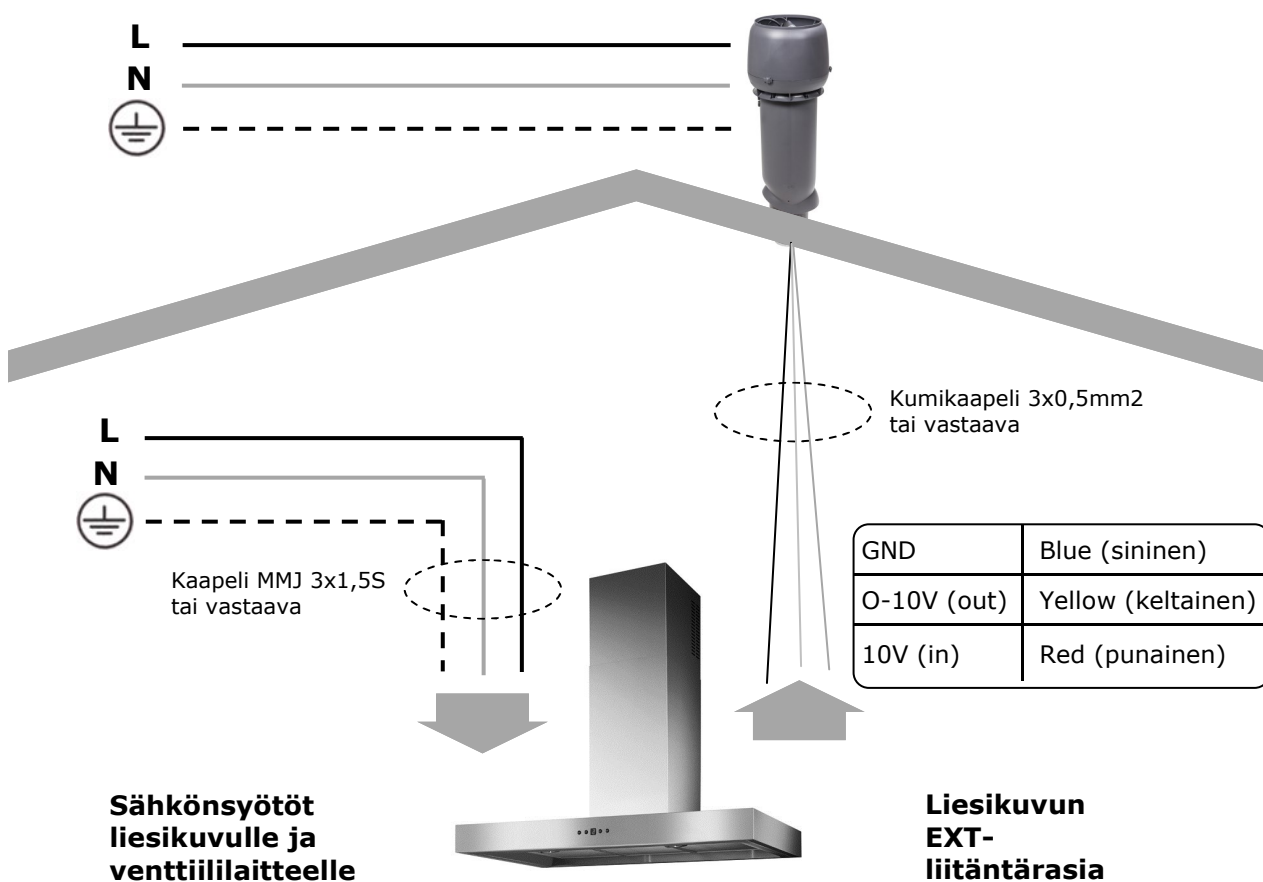 L
N
Kumikaapeli 3x0,5mm2
tai vastaava
L
N
Kaapeli MMJ 3x1,5S
tai vastaava
GND Blue (sininen)
O-10V (out) Yellow (keltainen)
10V (in) Red (punainen)
Sähkönsyötöt
liesikuvulle ja
venttiililaitteelle
Liesikuvun
EXT-
liitäntärasia